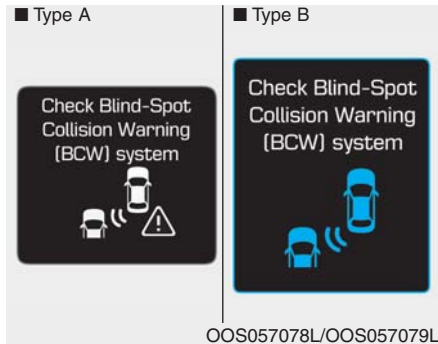 ■ Type A
Check Blind-Spot
Collision Warning
(BCW) system
■ Type B
Check Blind-Spot
Collision Warning
(BCW) system
OOS057078L/OOS057079L